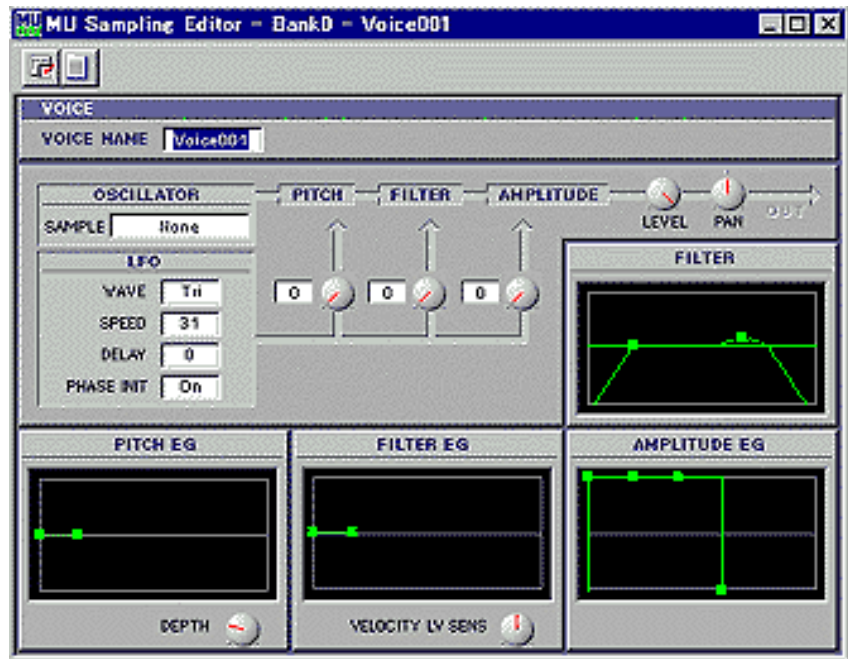 MU Sampling Editor - Bank0 - Voice001
VOICE
VOICE NAME Voice001
OSCILLATOR PITCH FILTER AMPLITUDE
SAMPLE None
LEVEL PAN OUT
LFO
WAVE Tri 0 0 0
SPEED 31
DELAY 0
PHASE INIT On
FILTER
PITCH EG FILTER EG AMPLITUDE EG
DEPTH VELOCITY LV SENS